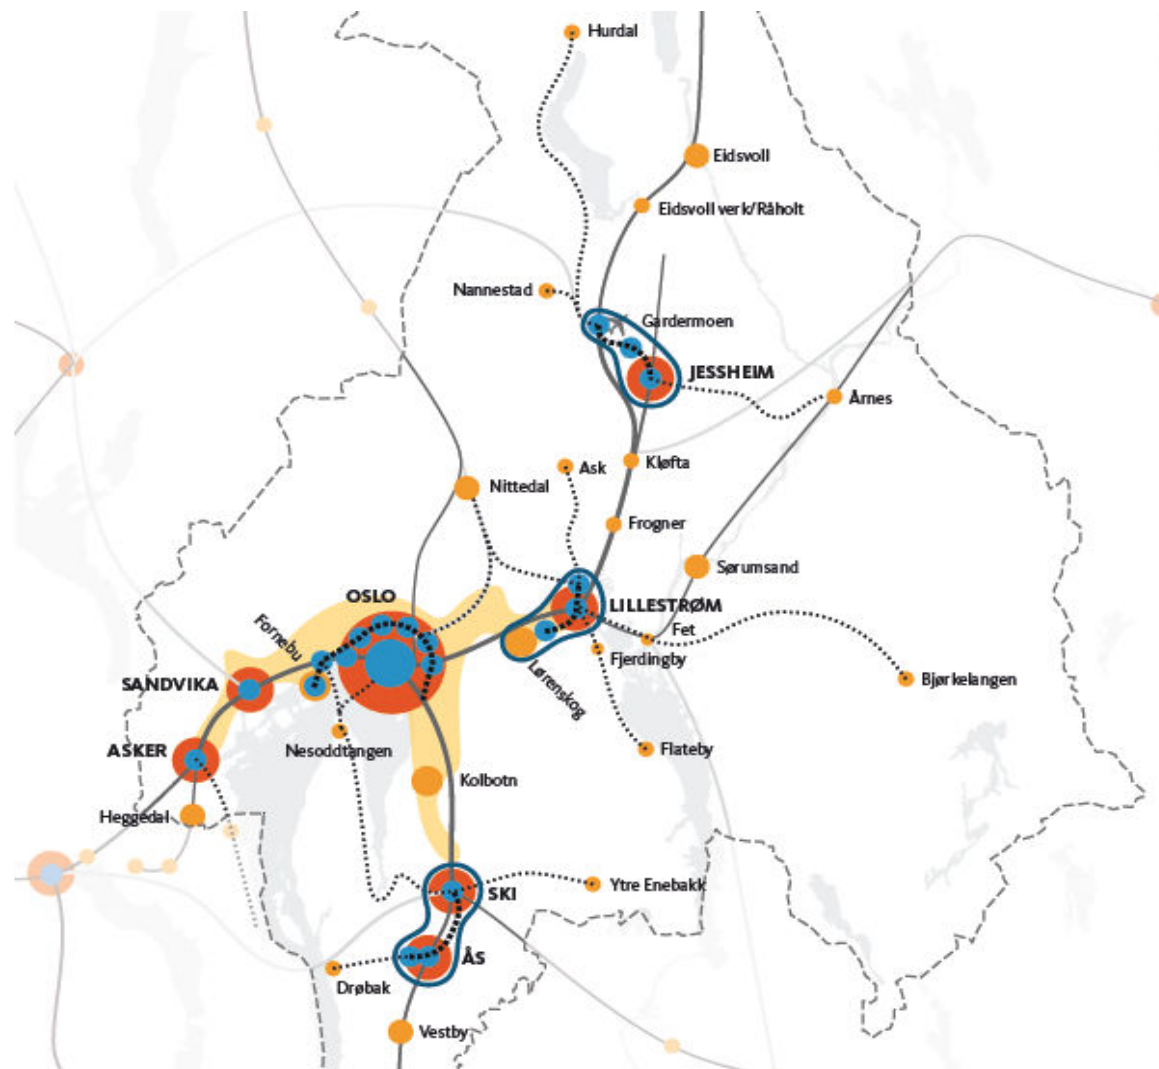 Hurdal
Eidsvoll
Eidsvoll verk/Råholt
Nannestad
Gardermoen
JESSHEIM
Årnes
Ask
Kløfta
Nittedal
Frogner
Sørumsand
OSLO
LILLESTRØM
Fornebu
Fet
Fjerdingby
SANDVIKA
Lørenskog
Bjørkelangen
ASKER
Nesoddtangen
Flateby
Kolbotn
Heggedal
Ytre Enebakk
SKI
ÅS
Drøbak
Vestby